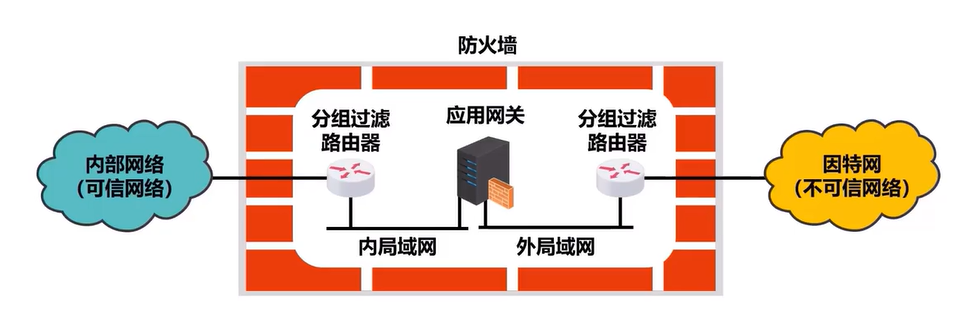 防火墙
分组过滤
路由器
应用网关
分组过滤
路由器
内部网络
（可信网络）
因特网
（不可信网络）
内局域网
外局域网